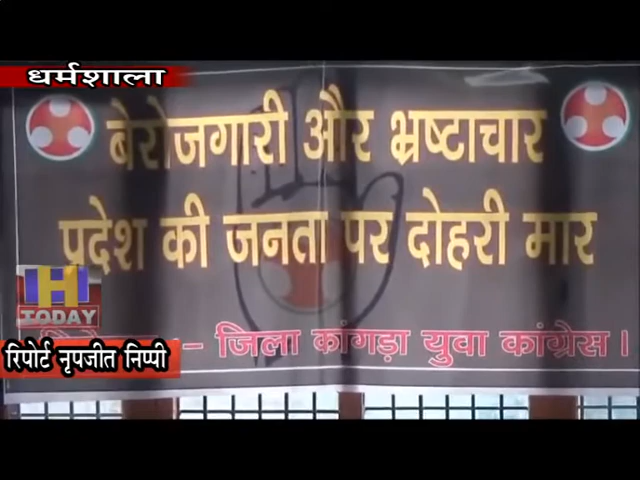 धर्मशाला
बेरोजगारी और भ्रष्टाचार
प्रदेश की जनता पर दोहरी मार
H
TODAY
– जिला कांगड़ा युवा कांग्रेस।
रिपोर्ट नृपजीत निप्पी